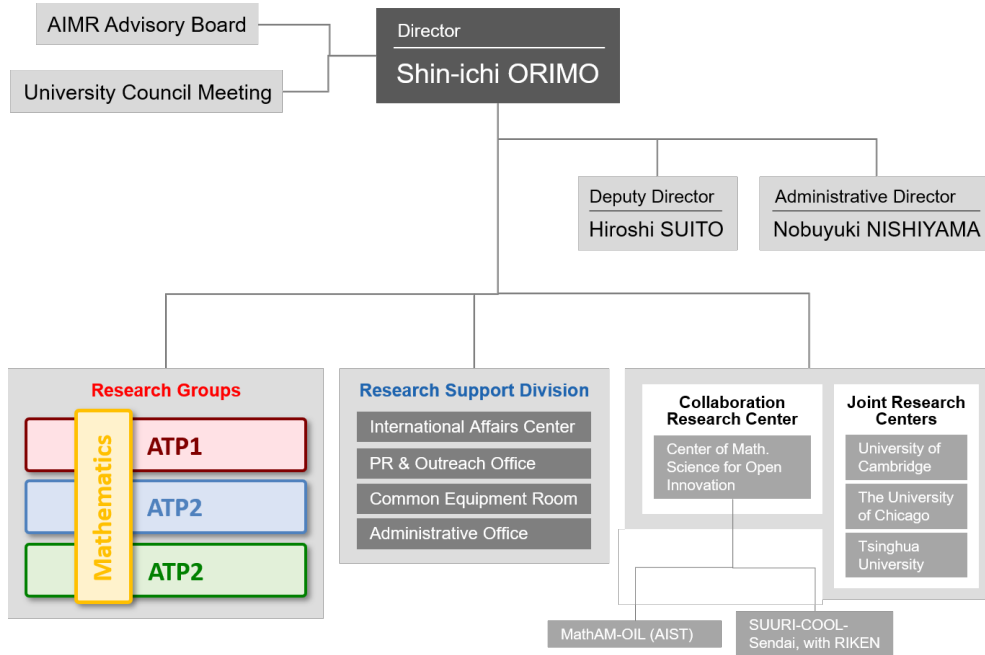 AIMR Advisory Board
University Council Meeting
Director
Shin-ichi ORIMO
Deputy Director
Hiroshi SUITO
Administrative Director
Nobuyuki NISHIYAMA
Research Groups
Mathematics
ATP1
ATP2
ATP2
Research Support Division
International Affairs Center
PR & Outreach Office
Common Equipment Room
Administrative Office
Collaboration
Research Center
Center of Math.
Science for Open
Innovation
MathAM-OIL (AIST)
SUURI-COOL-
Sendai, with RIKEN
Joint Research
Centers
University of
Cambridge
The University
of Chicago
Tsinghua
University